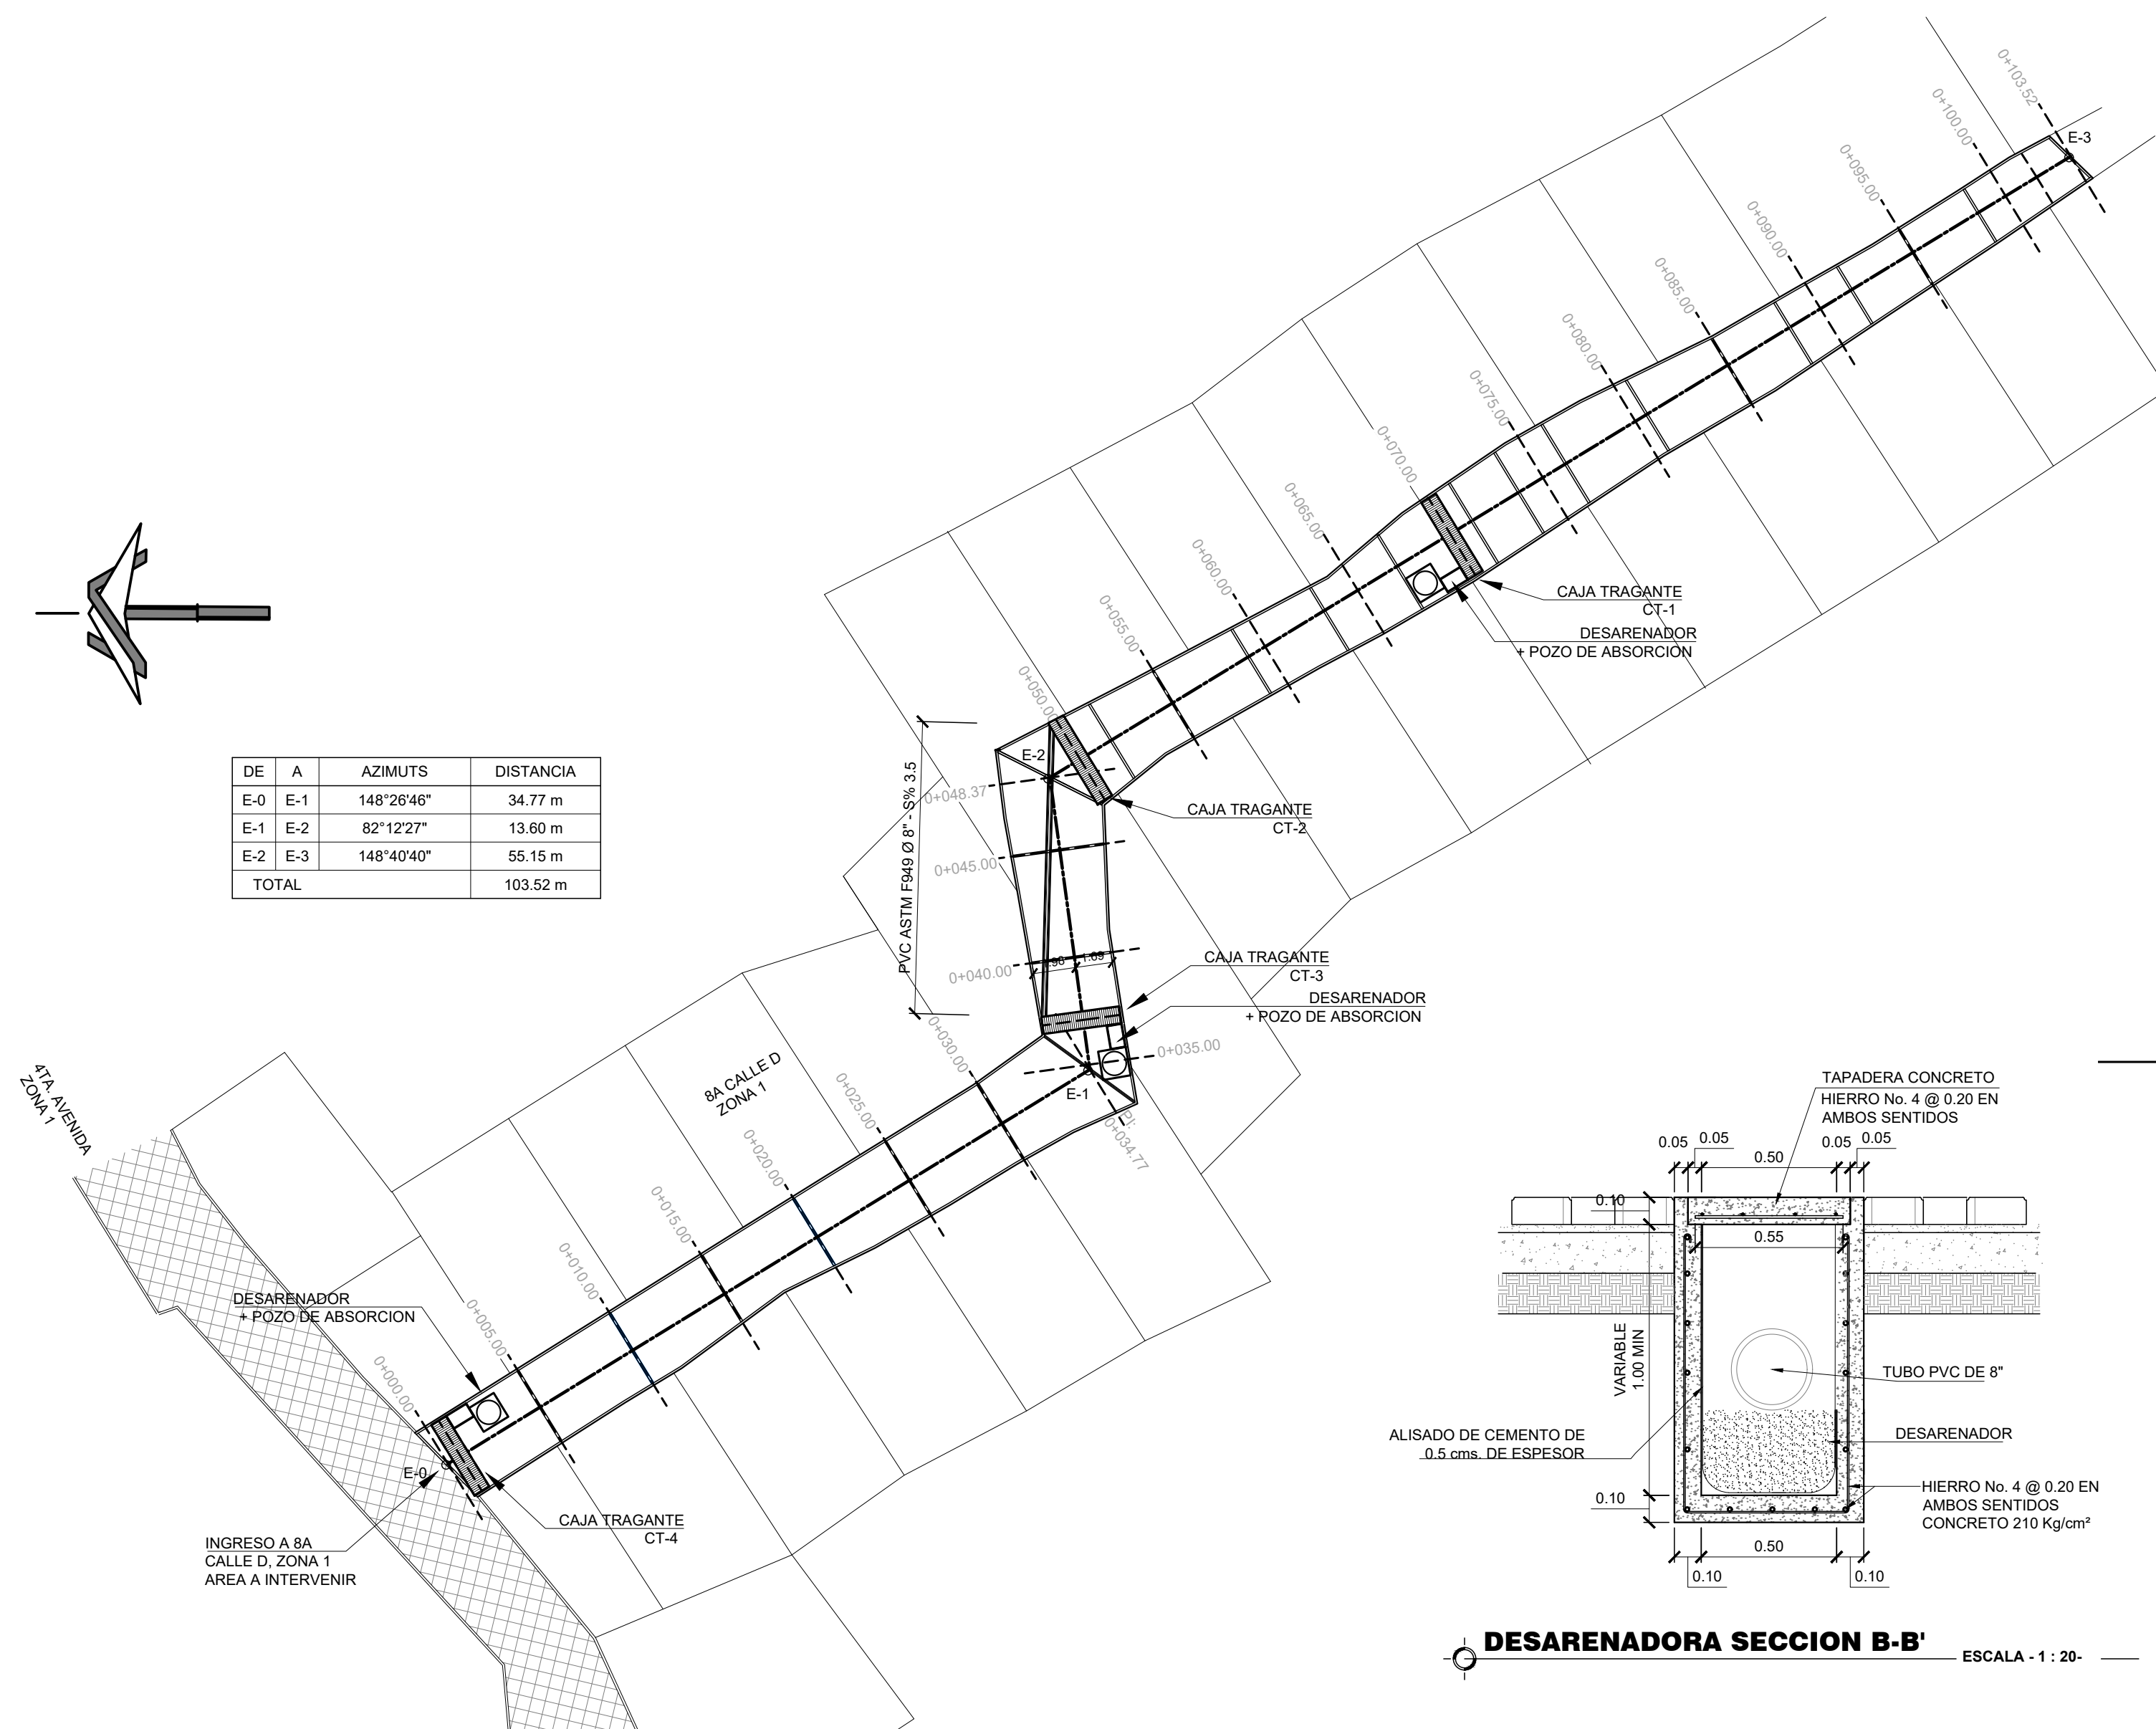 0+103.52
0+100.00
0+095.00
0+090.00
0+085.00
0+080.00
0+075.00
0+070.00
0+065.00
0+060.00
0+055.00
0+050.00
E-3
CAJA TRAGANTE
CT-1
DESARENADOR
+ POZO DE ABSORCION
E-2
0+048.37
CAJA TRAGANTE
CT-2
PVC ASTM F949 Ø 8" - S% 3.5
0+045.00
0+040.00
1.69
CAJA TRAGANTE
CT-3
DESARENADOR
+ POZO DE ABSORCION
0+035.00
E-1
PI:
0+034.77
DE A AZIMUTS DISTANCIA
E-0 E-1 148°26'46" 34.77 m
E-1 E-2 82°12'27" 13.60 m
E-2 E-3 148°40'40" 55.15 m
TOTAL 103.52 m
4TA. AVENIDA
ZONA 1
8A CALLE D
ZONA 1
0+030.00
0+025.00
0+020.00
0+015.00
0+010.00
0+005.00
0+000.00
DESARENADOR
+ POZO DE ABSORCION
E-0
CAJA TRAGANTE
CT-4
INGRESO A 8A
CALLE D, ZONA 1
AREA A INTERVENIR
TAPADERA CONCRETO
HIERRO No. 4 @ 0.20 EN
AMBOS SENTIDOS
0.05 0.05 0.50 0.05 0.05
0.10
0.55
VARIABLE
1.00 MIN
TUBO PVC DE 8"
ALISADO DE CEMENTO DE
0.5 cms. DE ESPESOR
DESARENADOR
0.10
HIERRO No. 4 @ 0.20 EN
AMBOS SENTIDOS
CONCRETO 210 Kg/cm²
0.50
0.10 0.10
DESARENADORA SECCION B-B'
ESCALA - 1 : 20-